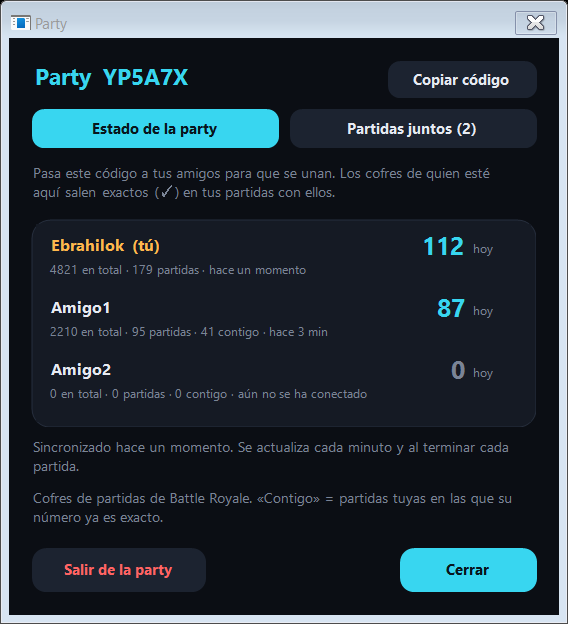 Party
Party YP5A7X
Copiar código
Estado de la party
Partidas juntos (2)
Pasa este código a tus amigos para que se unan. Los cofres de quien esté
aquí salen exactos (✓) en tus partidas con ellos.
Ebrahilok (tú)
112 hoy
4821 en total · 179 partidas · hace un momento
Amigo1
87 hoy
2210 en total · 95 partidas · 41 contigo · hace 3 min
Amigo2
0 hoy
0 en total · 0 partidas · 0 contigo · aún no se ha conectado
Sincronizado hace un momento. Se actualiza cada minuto y al terminar cada
partida.
Cofres de partidas de Battle Royale. «Contigo» = partidas tuyas en las que su
número ya es exacto.
Salir de la party
Cerrar